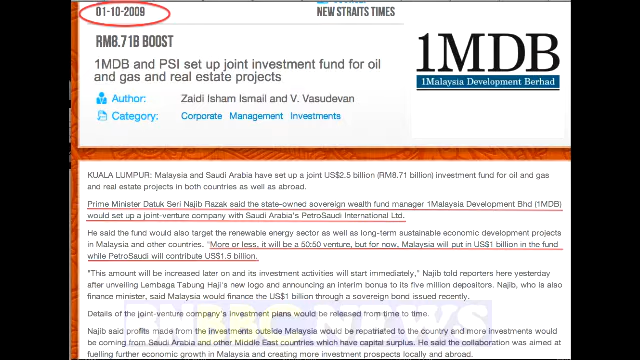 01-10-2009
NEW STRAITS TIMES
RM8.71B BOOST
1MDB and PSI set up joint investment fund for oil
and gas and real estate projects
Author: Zaidi Isham Ismail and V. Vasudevan
Category: Corporate Management Investments
1MDB
1Malaysia Development Berhad
KUALA LUMPUR: Malaysia and Saudi Arabia have set up a joint US$2.5 billion (RM8.71 billion) investment fund for oil and gas
and real estate projects in both countries as well as abroad.
Prime Minister Datuk Seri Najib Razak said the state-owned sovereign wealth fund manager 1Malaysia Development Bhd (1MDB)
would set up a joint-venture company with Saudi Arabia's PetroSaudi International Ltd.
He said the fund would also target the renewable energy sector as well as long-term sustainable economic development projects
in Malaysia and other countries. "More or less, it will be a 50:50 venture, but for now, Malaysia will put in US$1 billion in the fund
while PetroSaudi will contribute US$1.5 billion.
"This amount will be increased later on and its investment activities will start immediately," Najib told reporters here yesterday
after unveiling Lembaga Tabung Haji's new logo and announcing an interim bonus to its five million depositors. Najib, who is also
finance minister, said Malaysia would finance the US$1 billion through a sovereign bond issued recently.
Details of the joint-venture company's investment plans would be released from time to time.
Najib said profits made from the investments outside Malaysia would be repatriated to the country and more investments would
be coming from Saudi Arabia and other Middle East countries which have capital surplus. He said the collaboration was aimed at
fuelling further economic growth in Malaysia and creating more investment prospects locally and abroad.